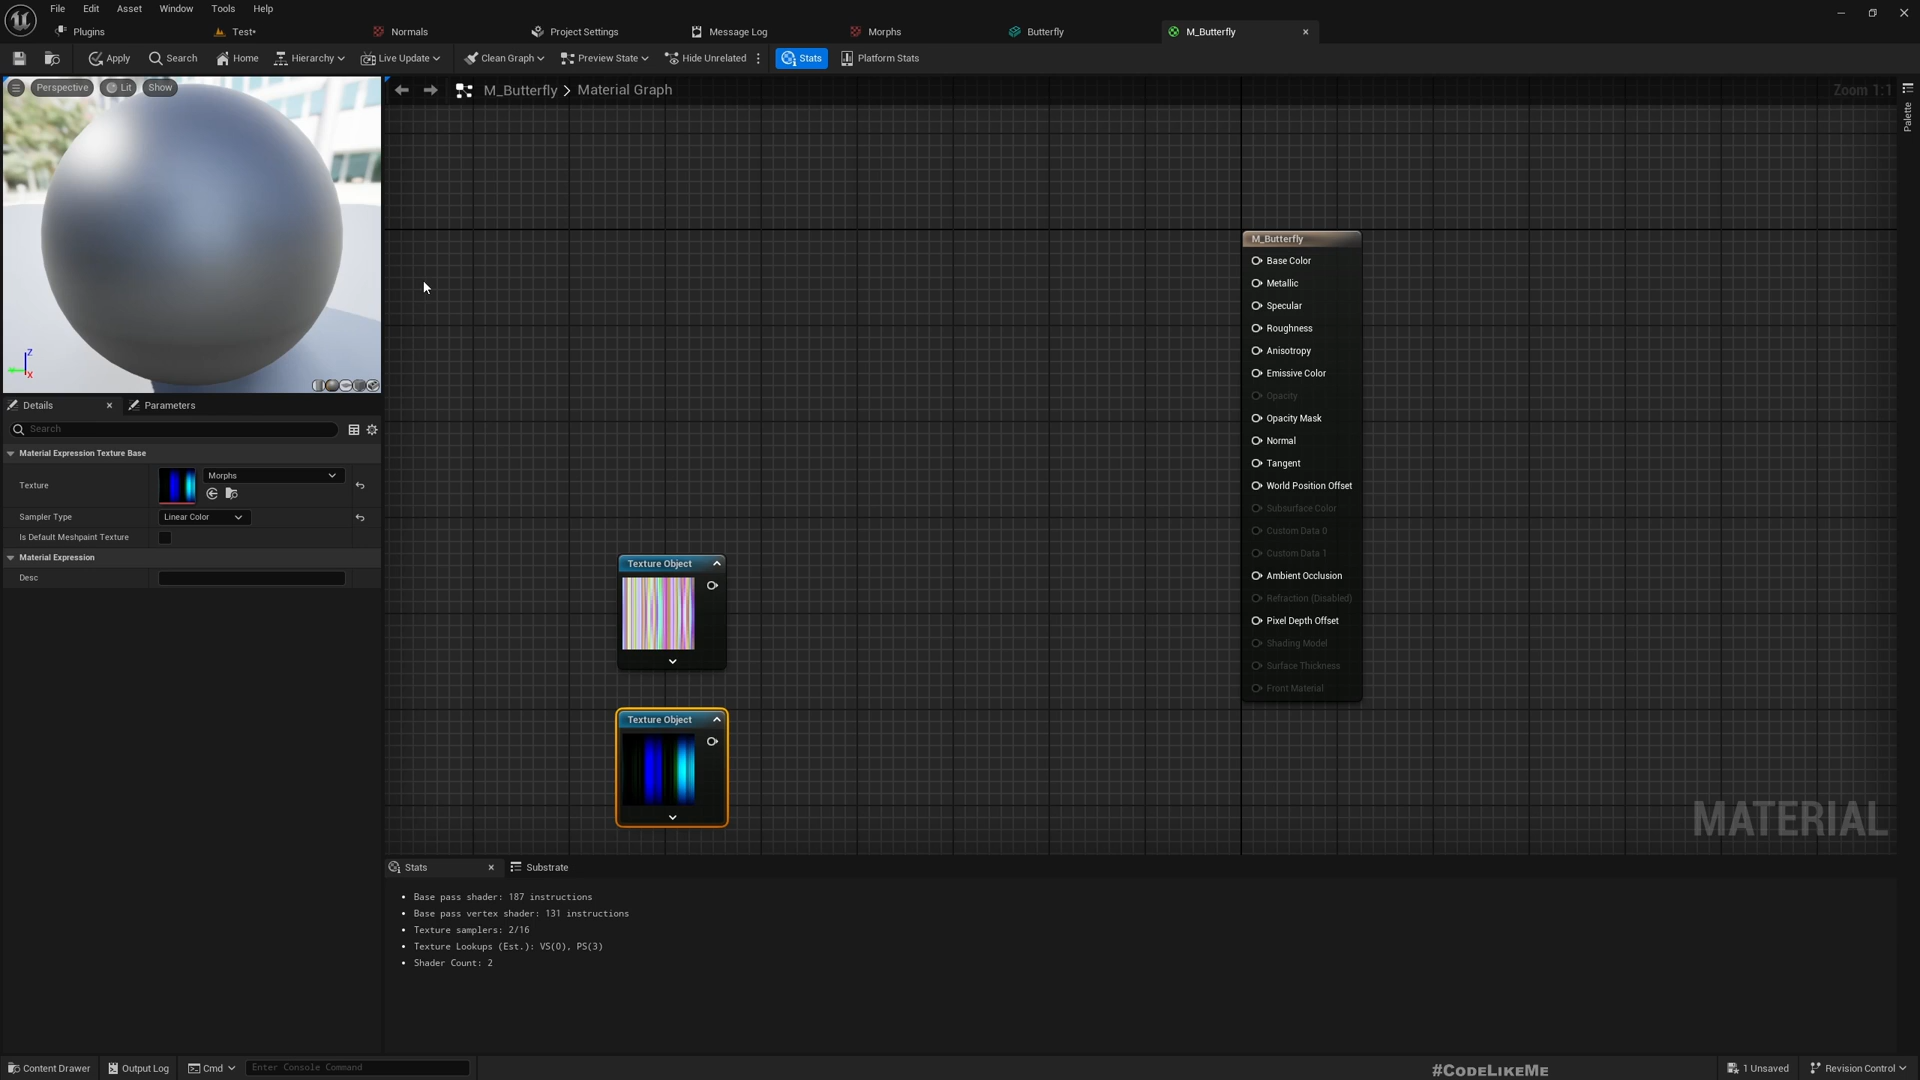 File Edit Asset Window Tools Help
Plugins Test• Normals Project Settings Message Log Morphs Butterfly M_Butterfly
Apply Search Home Hierarchy Live Update Clean Graph Preview State Hide Unrelated Stats Platform Stats
Perspective Lit Show
M_Butterfly > Material Graph
Zoom 1:1
Palette
M_Butterfly
Base Color
Metallic
Specular
Roughness
Anisotropy
Emissive Color
Opacity
Opacity Mask
Normal
Tangent
World Position Offset
Subsurface Color
Custom Data 0
Custom Data 1
Ambient Occlusion
Refraction (Disabled)
Pixel Depth Offset
Shading Model
Surface Thickness
Front Material
Z
X
Details Parameters
Search
Material Expression Texture Base
Texture Morphs
Sampler Type Linear Color
Is Default Meshpaint Texture
Material Expression
Desc
Texture Object
Texture Object
MATERIAL
Stats Substrate
Base pass shader: 187 instructions
Base pass vertex shader: 131 instructions
Texture samplers: 2/16
Texture Lookups (Est.): VS(0), PS(3)
Shader Count: 2
Content Drawer Output Log Cmd Enter Console Command #CodeLikeMe 1 Unsaved Revision Control